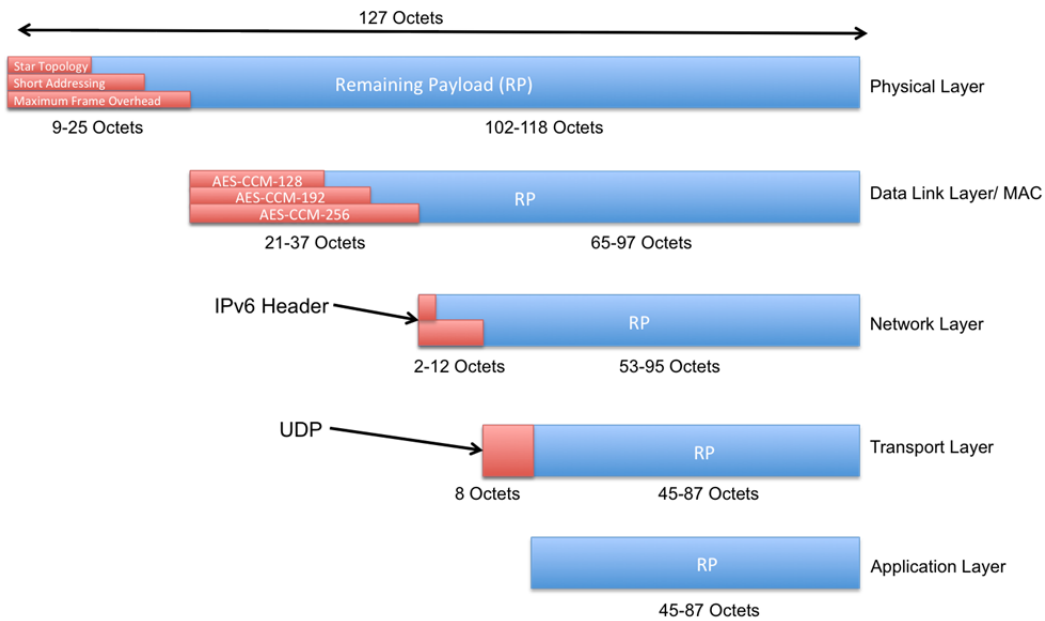 127 Octets
Star Topology
Short Addressing
Maximum Frame Overhead
Remaining Payload (RP)
Physical Layer
9-25 Octets
102-118 Octets
AES-CCM-128
AES-CCM-192
AES-CCM-256
RP
Data Link Layer/ MAC
21-37 Octets
65-97 Octets
IPv6 Header
RP
Network Layer
2-12 Octets
53-95 Octets
UDP
RP
Transport Layer
8 Octets
45-87 Octets
RP
Application Layer
45-87 Octets